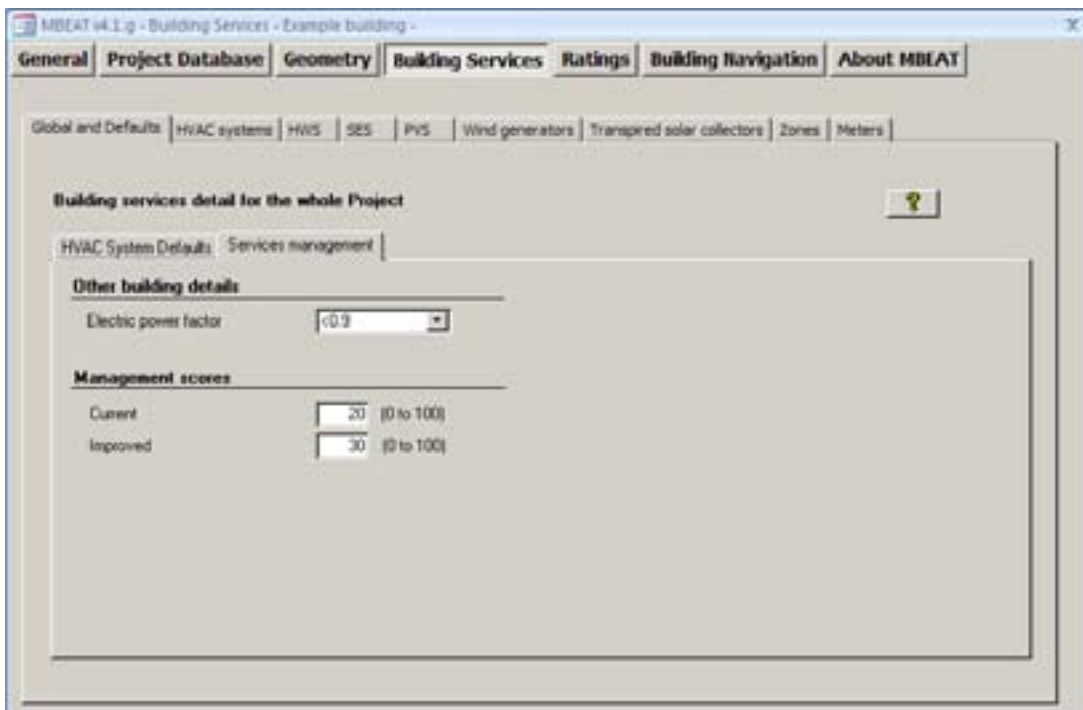 MBEAT v4.1.g - Building Services - Example building -
General Project Database Geometry Building Services Ratings Building Navigation About MBEAT
Global and Defaults HVAC systems HWS SES PVS Wind generators Transpired solar collectors Zones Meters
Building services detail for the whole Project
?
HVAC System Defaults Services management
Other building details
Electric power factor <0.9
Management scores
Current 20 (0 to 100)
Improved 30 (0 to 100)